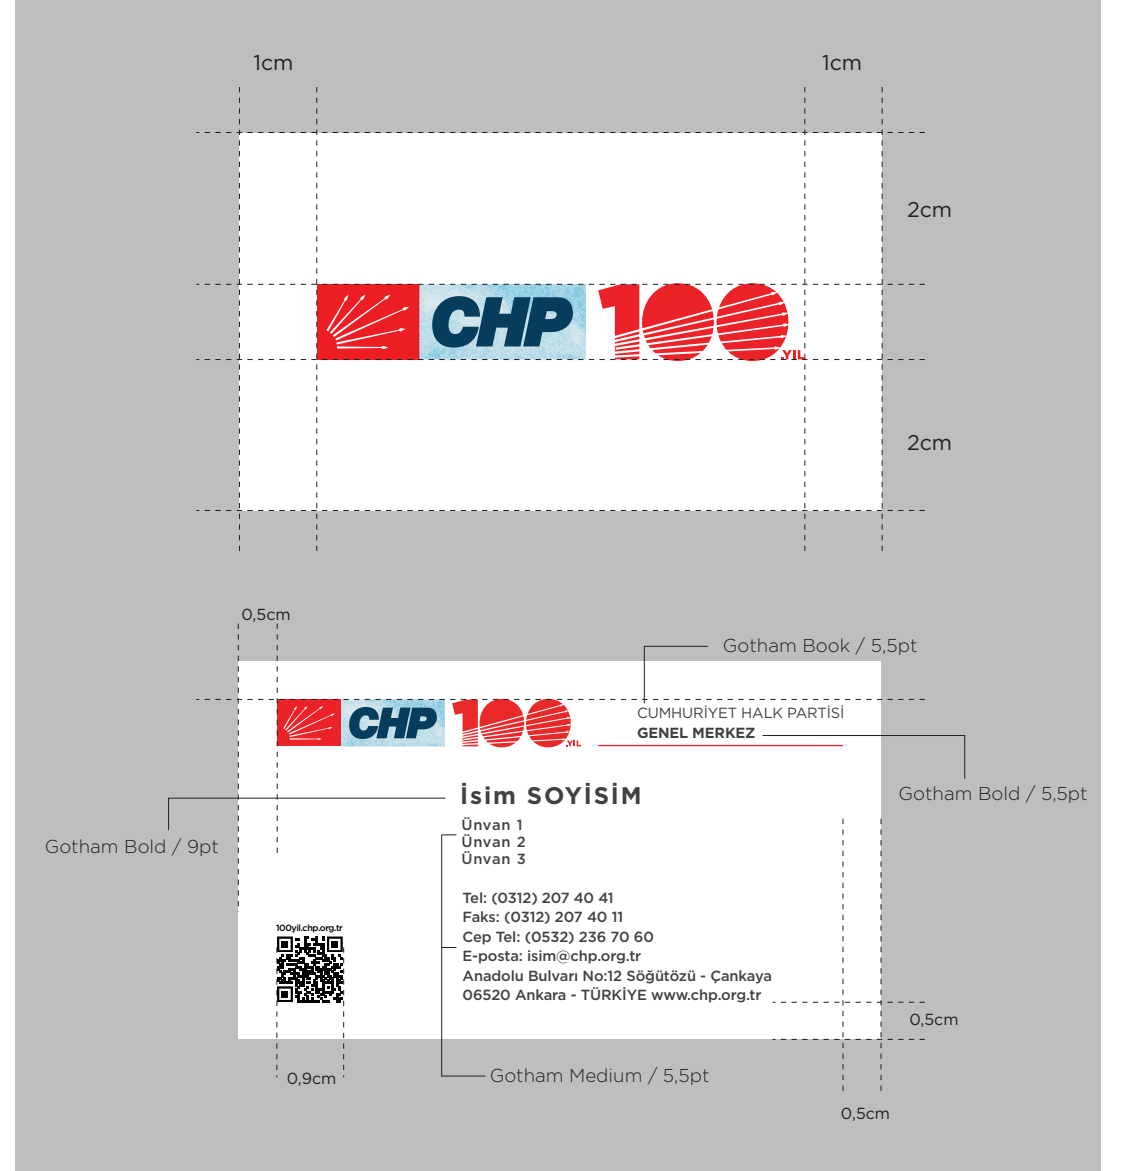 1cm
1cm
2cm
CHP 100 .YIL
2cm
0,5cm
Gotham Book / 5,5pt
CHP 100 .YIL
CUMHURİYET HALK PARTİSİ
GENEL MERKEZ
İsim SOYİSİM
Gotham Bold / 5,5pt
Ünvan 1
Gotham Bold / 9pt
Ünvan 2
Ünvan 3
Tel: (0312) 207 40 41
Faks: (0312) 207 40 11
100yil.chp.org.tr
Cep Tel: (0532) 236 70 60
E-posta: isim@chp.org.tr
Anadolu Bulvarı No:12 Söğütözü - Çankaya
06520 Ankara - TÜRKİYE www.chp.org.tr
0,5cm
0,9cm
Gotham Medium / 5,5pt
0,5cm